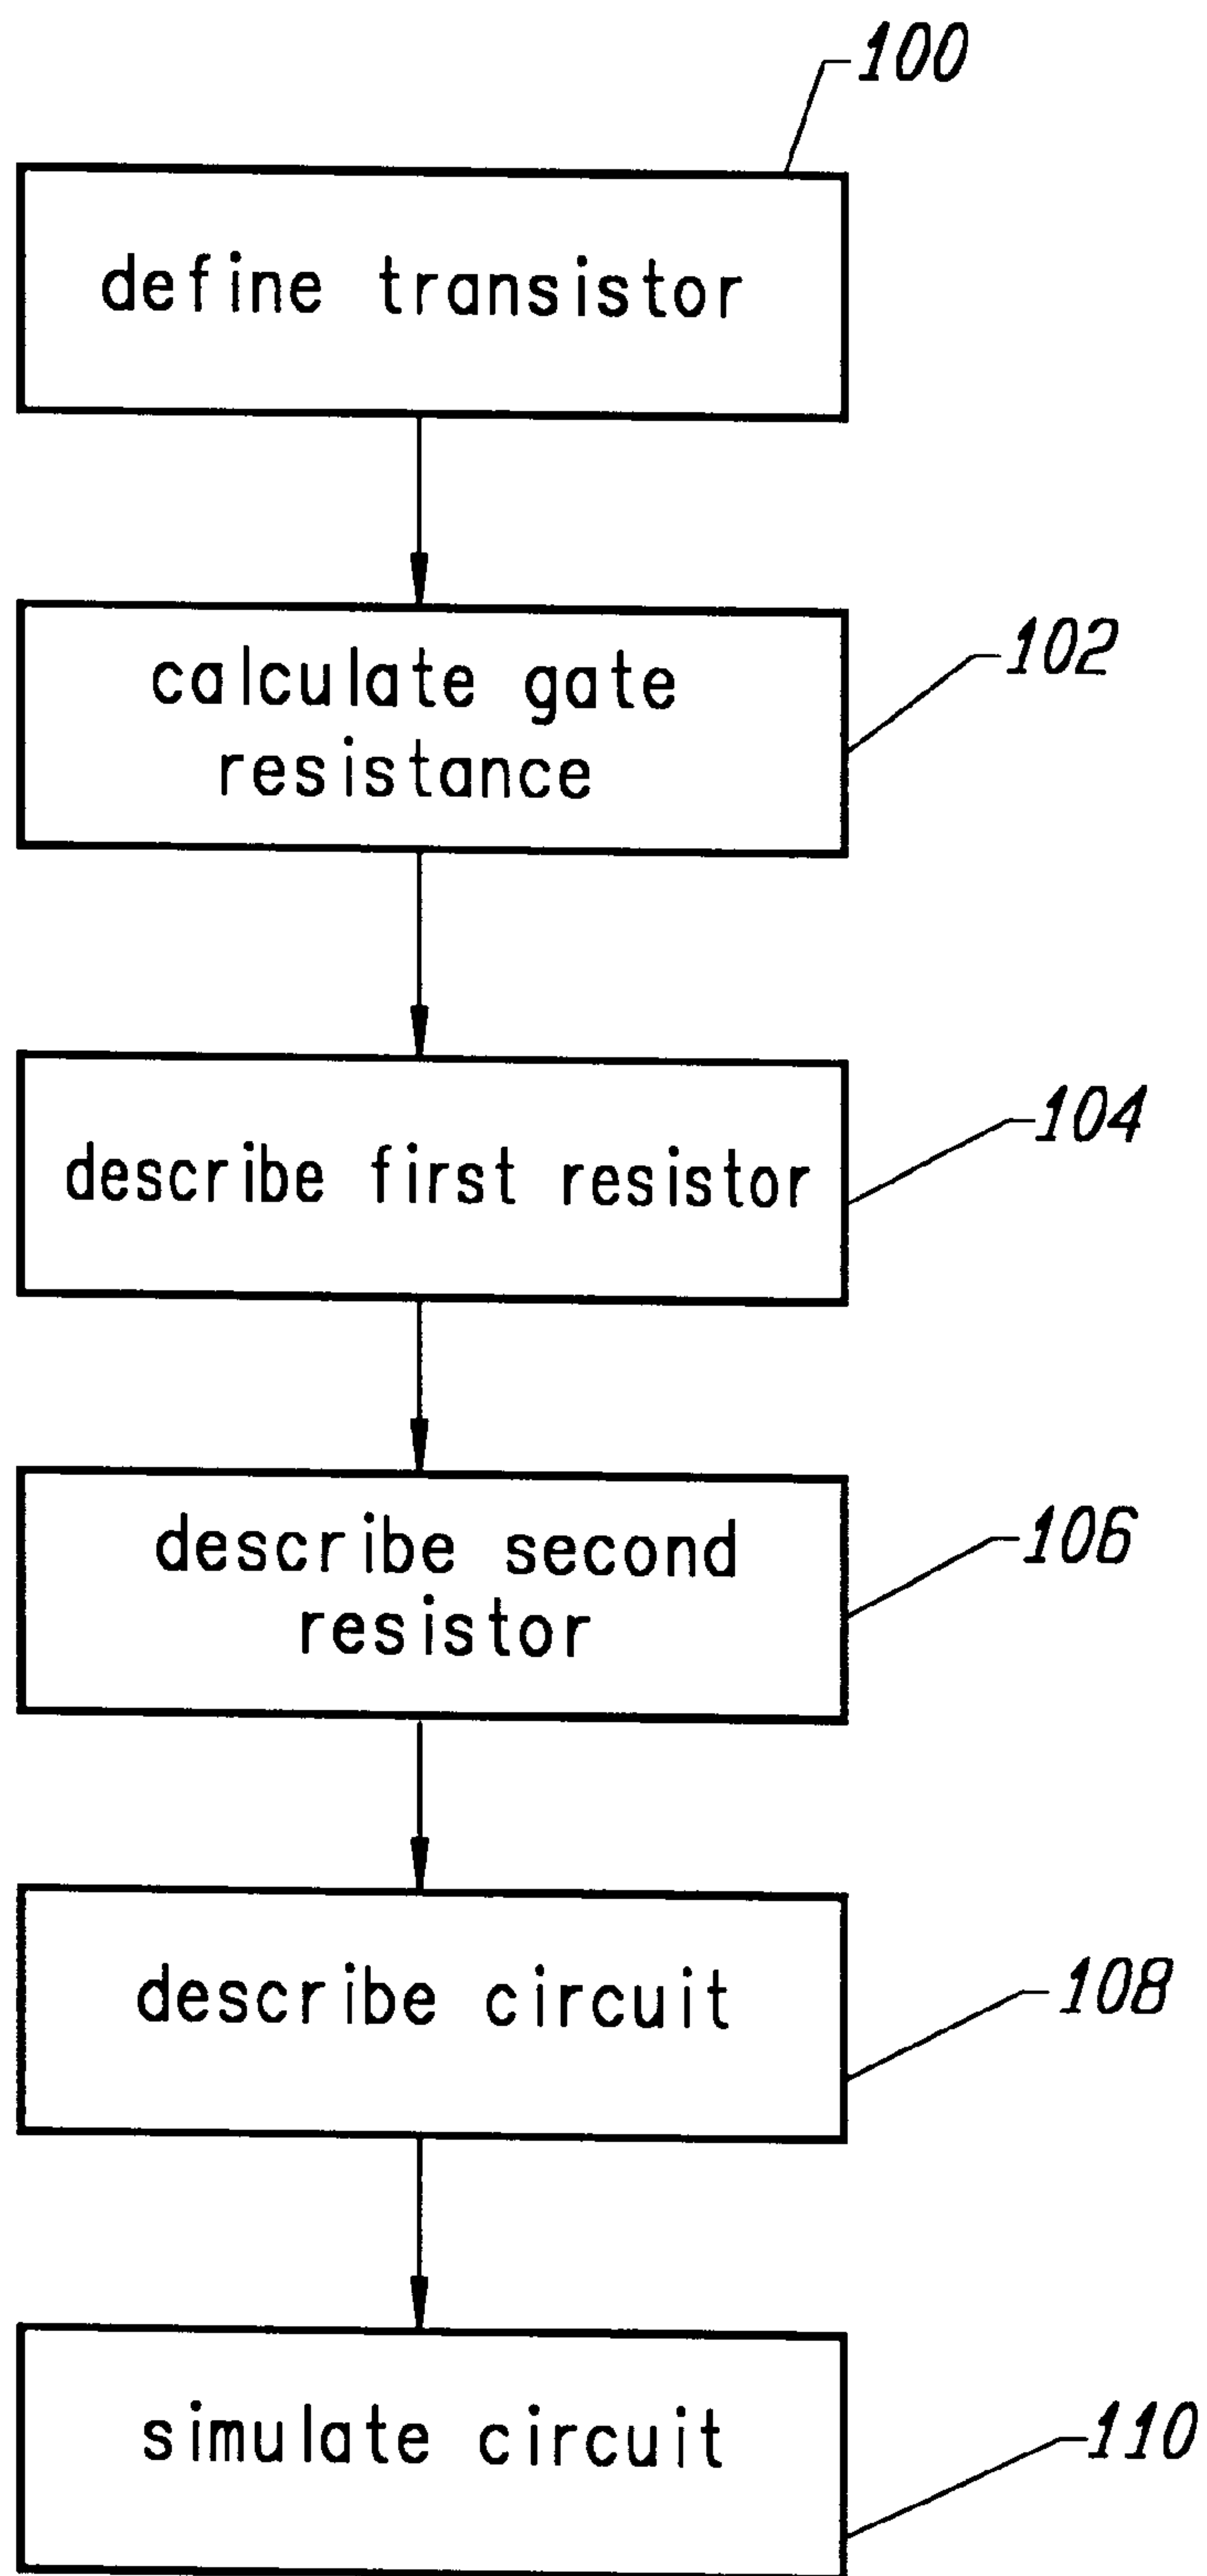 100
define transistor
calculate gate
resistance
102
describe first resistor
104
describe second
resistor
106
describe circuit
108
simulate circuit
110